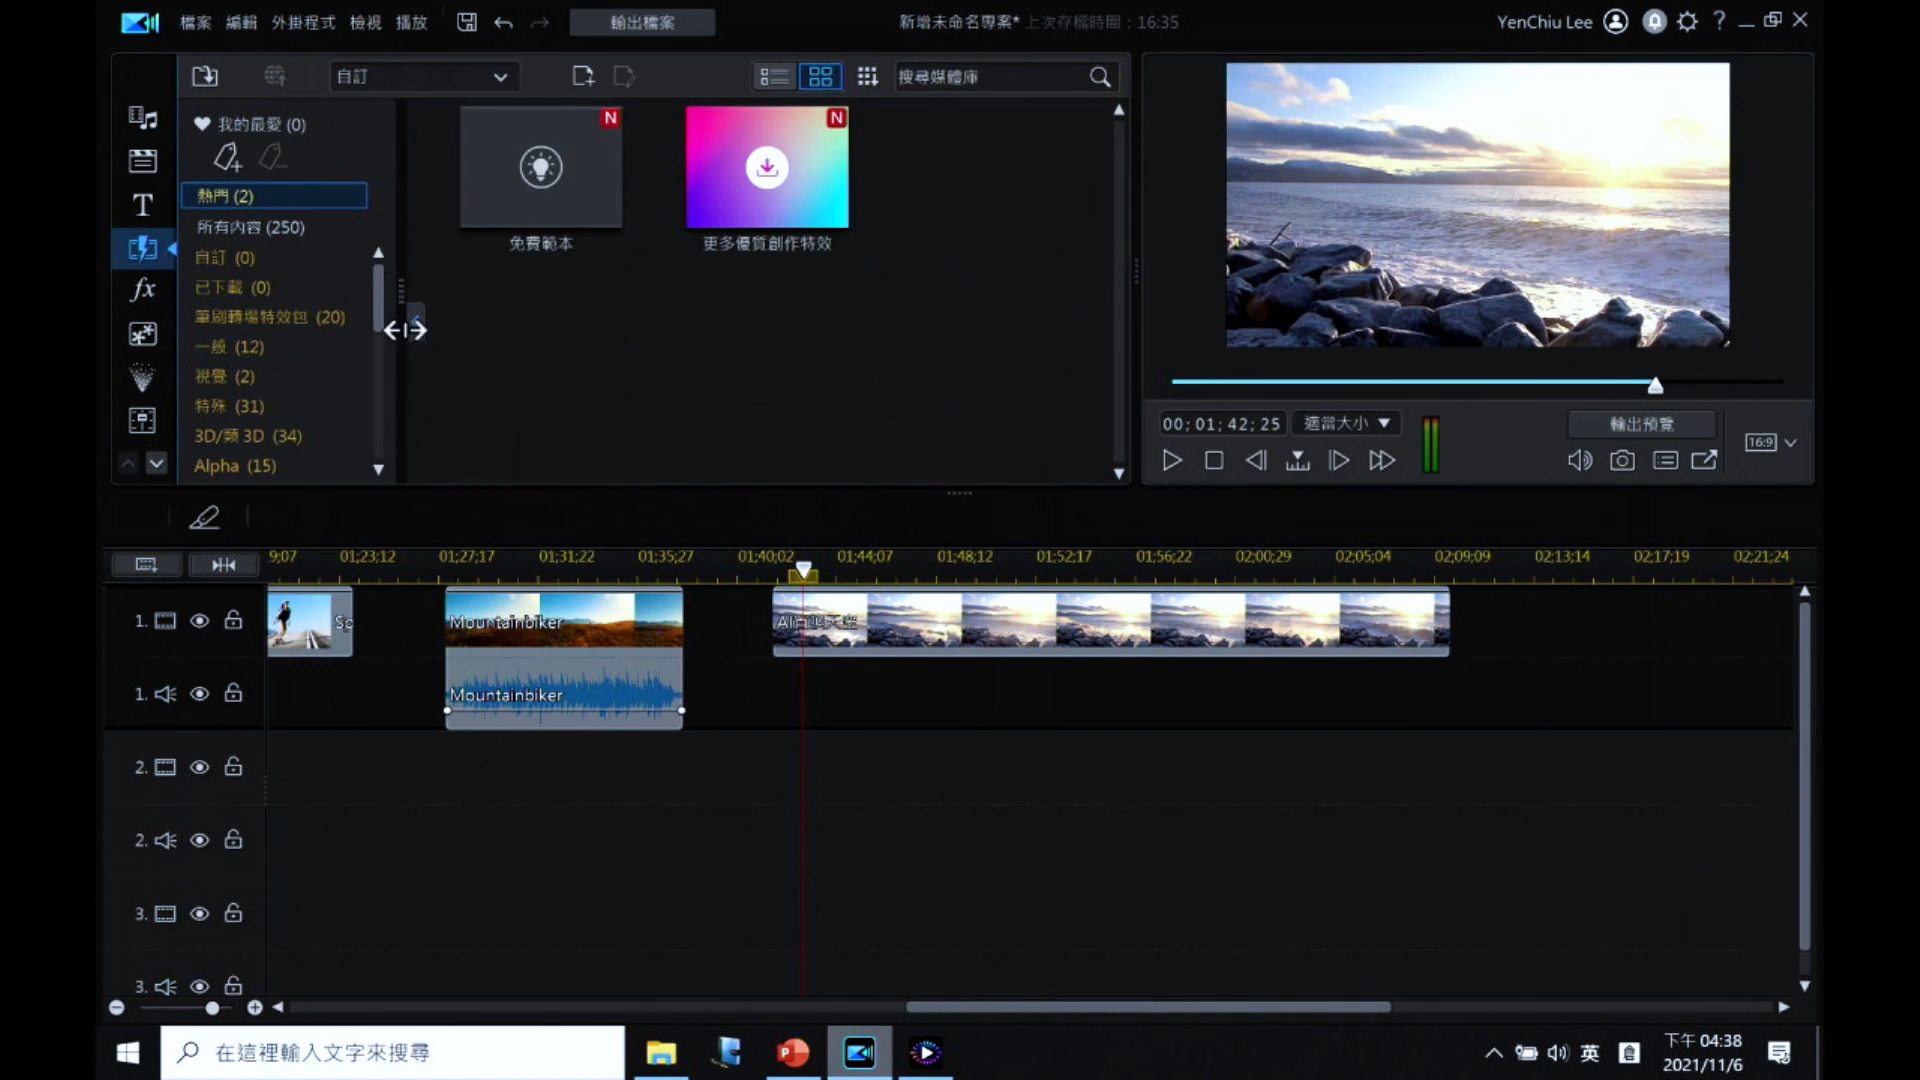 檔案 編輯 外掛程式 檢視 播放 輸出檔案 新增未命名專案* 上次存檔時間：16:35 YenChiu Lee ?
自訂 搜尋媒體庫
我的最愛 (0)
熱門 (2)
所有內容 (250)
自訂 (0)
已下載 (0)
筆刷轉場特效包 (20)
一般 (12)
視覺 (2)
特殊 (31)
3D/類 3D (34)
Alpha (15)
T
fx
N
免費範本
N
更多優質創作特效
00; 01; 42; 25 適當大小 輸出預覽
16:9
9;07 01;23;12 01;27;17 01;31;22 01;35;27 01;40;02 01;44;07 01;48;12 01;52;17 01;56;22 02;00;29 02;05;04 02;09;09 02;13;14 02;17;19 02;21;24
1. Mountainbiker
1. Mountainbiker
2.
2.
3.
3.
在這裡輸入文字來搜尋
P
英
下午 04:38
2021/11/6